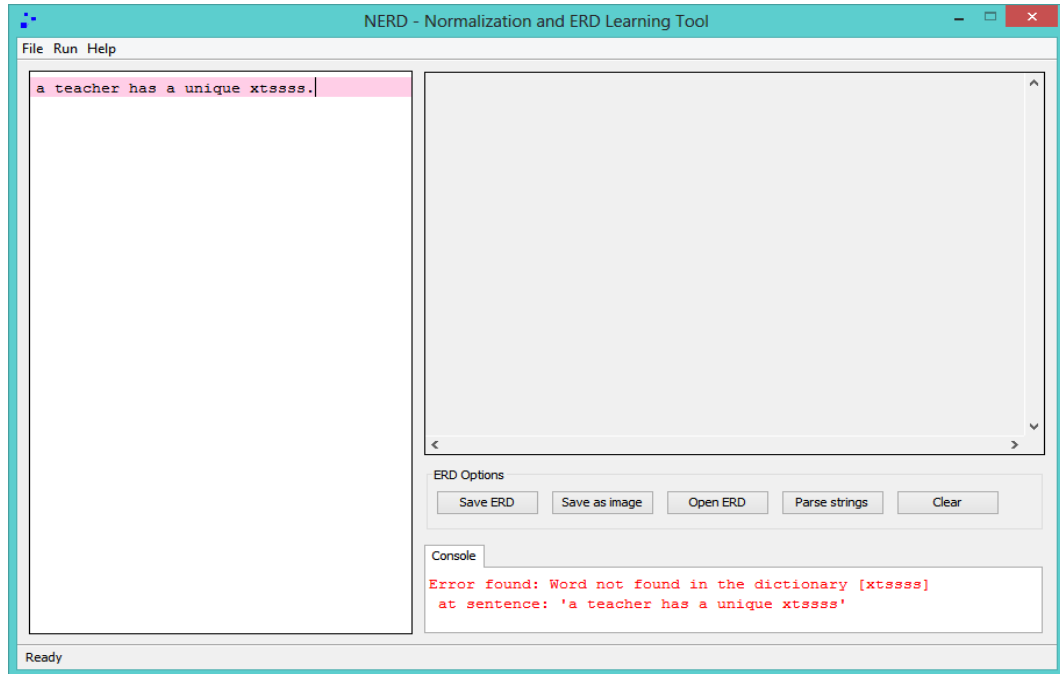 NERD - Normalization and ERD Learning Tool
File Run Help
a teacher has a unique xtssss.
ERD Options
Save ERD Save as image Open ERD Parse strings Clear
Console
Error found: Word not found in the dictionary [xtssss]
at sentence: 'a teacher has a unique xtssss'
Ready